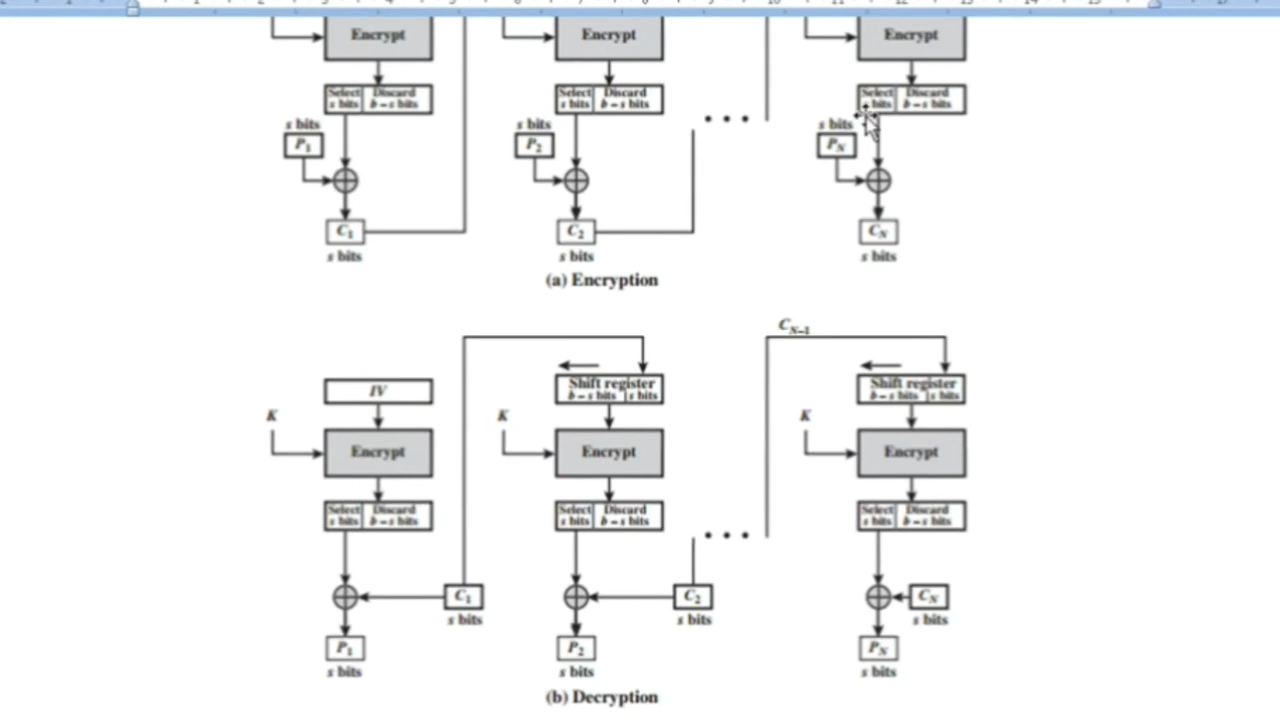 Encrypt Encrypt Encrypt
Select Discard Select Discard Select Discard
s bits b – s bits s bits b – s bits s bits b – s bits
s bits s bits s bits
P1 P2 PN
C1 C2 CN
s bits s bits s bits
(a) Encryption
CN–1
IV Shift register Shift register
b – s bits s bits b – s bits s bits
K K K
Encrypt Encrypt Encrypt
Select Discard Select Discard Select Discard
s bits b – s bits s bits b – s bits s bits b – s bits
C1 C2 CN
s bits s bits s bits
P1 P2 PN
s bits s bits s bits
(b) Decryption